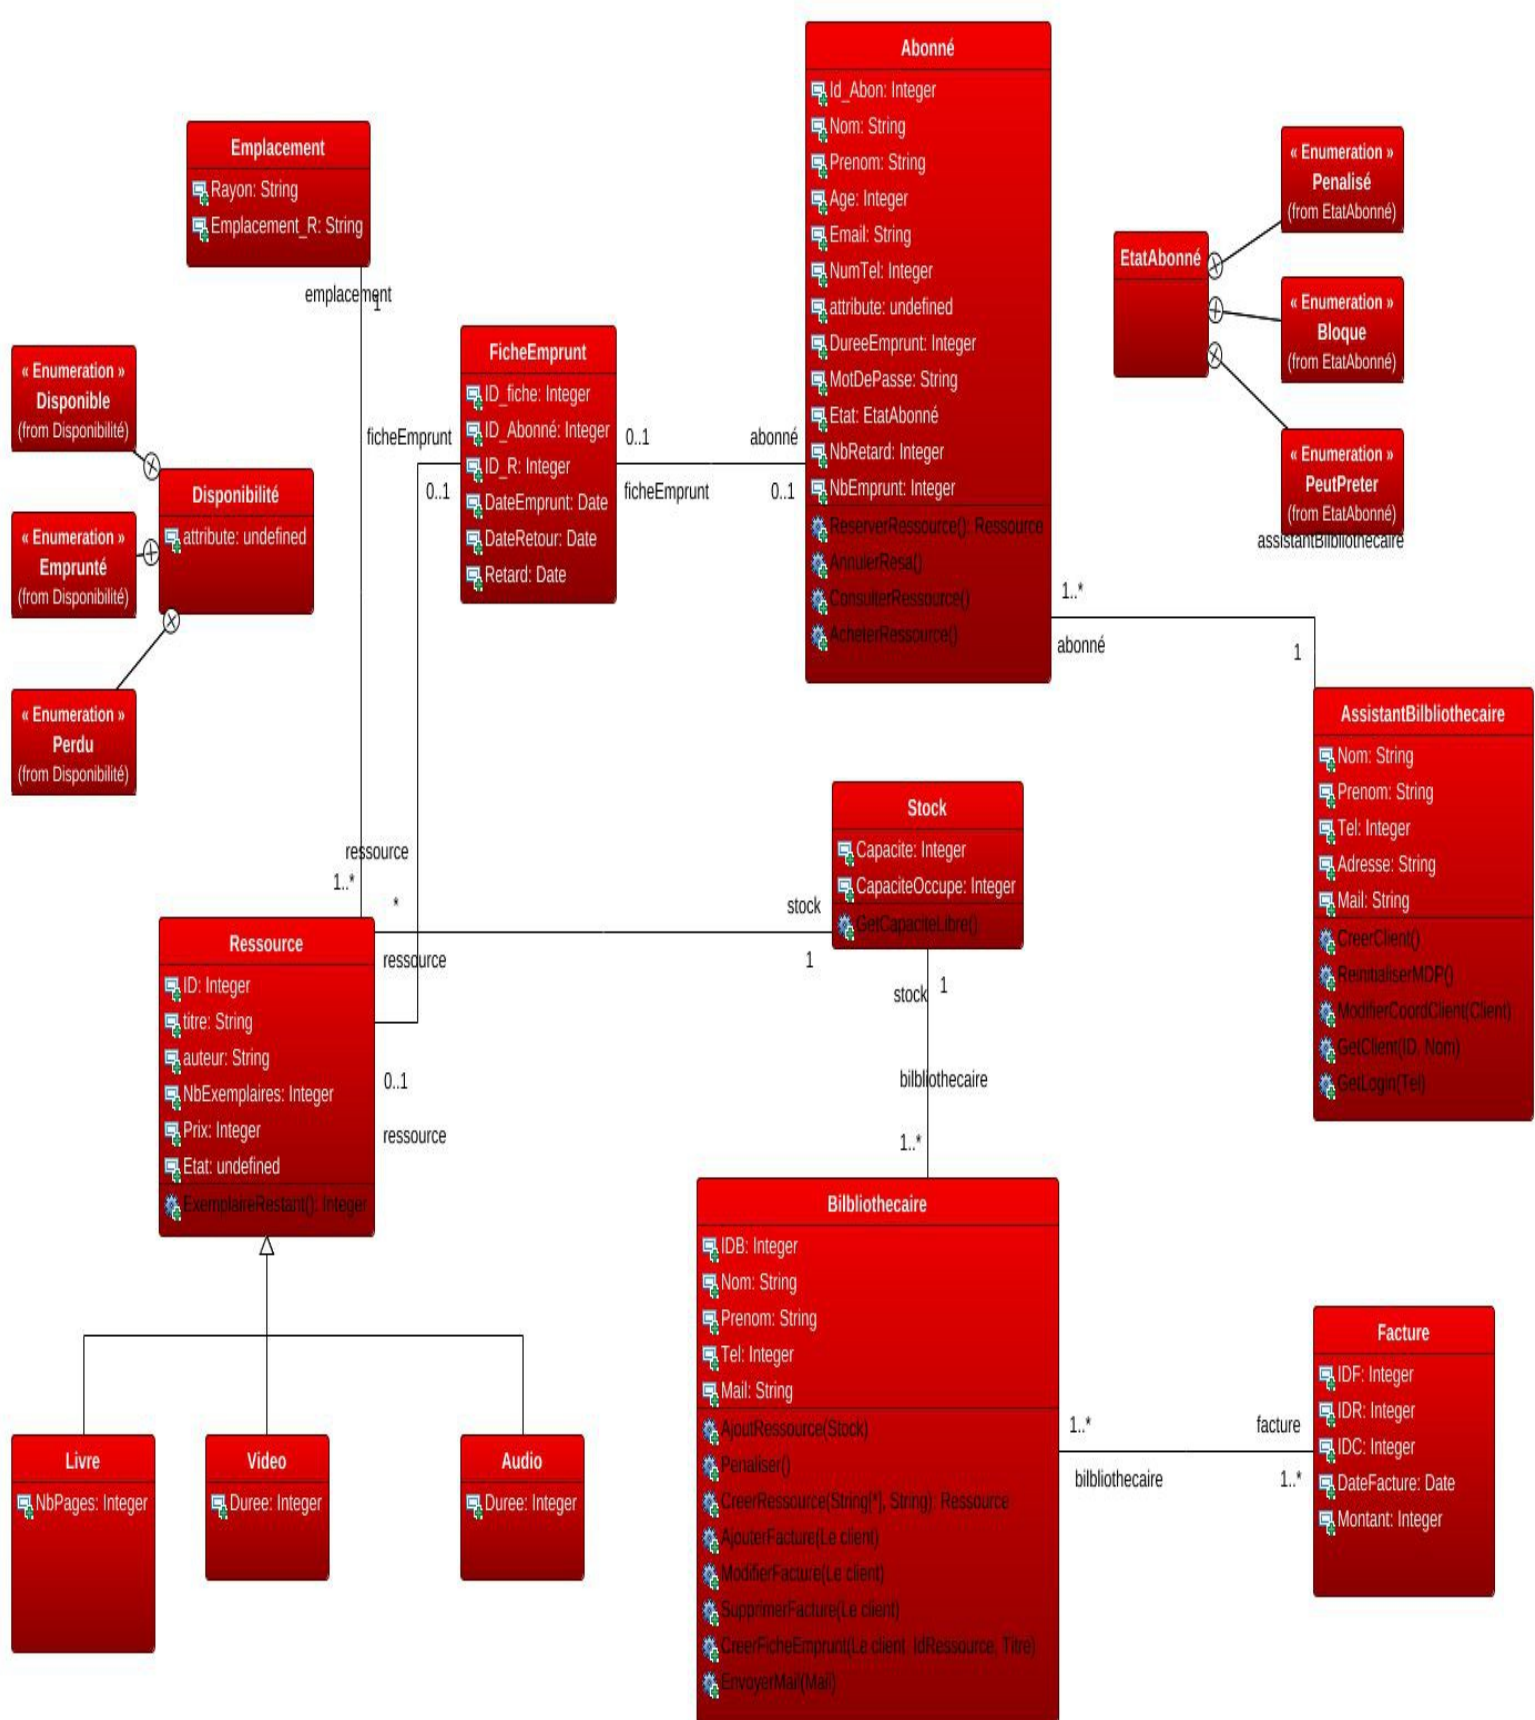 Abonné
Id_Abon: Integer
Nom: String
Prenom: String
Age: Integer
Email: String
NumTel: Integer
attribute: undefined
DureeEmprunt: Integer
MotDePasse: String
Etat: EtatAbonné
NbRetard: Integer
NbEmprunt: Integer
ReserverRessource(): Ressource
AnnulerResa()
ConsulterRessource()
AcheterRessource()
Emplacement
Rayon: String
Emplacement_R: String
emplacement
1
« Enumeration »
Penalisé
(from EtatAbonné)
EtatAbonné
« Enumeration »
Bloque
(from EtatAbonné)
« Enumeration »
PeutPreter
(from EtatAbonné)
assistantBilbliothecaire
FicheEmprunt
ID_fiche: Integer
ID_Abonné: Integer
ID_R: Integer
DateEmprunt: Date
DateRetour: Date
Retard: Date
ficheEmprunt
0..1
0..1
abonné
ficheEmprunt
0..1
« Enumeration »
Disponible
(from Disponibilité)
Disponibilité
attribute: undefined
« Enumeration »
Emprunté
(from Disponibilité)
« Enumeration »
Perdu
(from Disponibilité)
1..*
abonné
1
AssistantBilbliothecaire
Nom: String
Prenom: String
Tel: Integer
Adresse: String
Mail: String
CreerClient()
ReinitialiserMDP()
ModifierCoordClient(Client)
GetClient(ID, Nom)
GetLogin(Tel)
Stock
Capacite: Integer
CapaciteOccupe: Integer
GetCapaciteLibre()
ressource
1..*
*
stock
ressource
1
stock
1
bilbliothecaire
1..*
Ressource
ID: Integer
titre: String
auteur: String
NbExemplaires: Integer
Prix: Integer
Etat: undefined
ExemplaireRestant(): Integer
0..1
ressource
Bilbliothecaire
IDB: Integer
Nom: String
Prenom: String
Tel: Integer
Mail: String
AjoutRessource(Stock)
Penaliser()
CreerRessource(String[*], String): Ressource
AjouterFacture(Le client)
ModifierFacture(Le client)
SupprimerFacture(Le client)
CreerFicheEmprunt(Le client, IdRessource, Titre)
EnvoyerMail(Mail)
1..*
facture
bilbliothecaire
1..*
Facture
IDF: Integer
IDR: Integer
IDC: Integer
DateFacture: Date
Montant: Integer
Livre
NbPages: Integer
Video
Duree: Integer
Audio
Duree: Integer